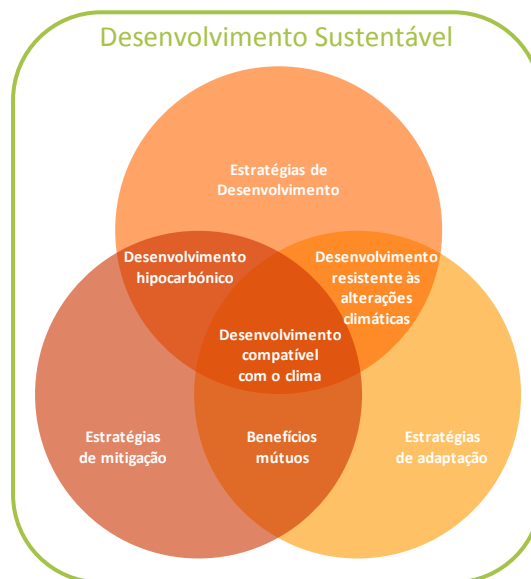 Desenvolvimento Sustentável
Estratégias de
Desenvolvimento
Desenvolvimento
hipocarbónico
Desenvolvimento
resistente às
alterações
climáticas
Desenvolvimento
compatível
com o clima
Estratégias
de mitigação
Benefícios
mútuos
Estratégias
de adaptação